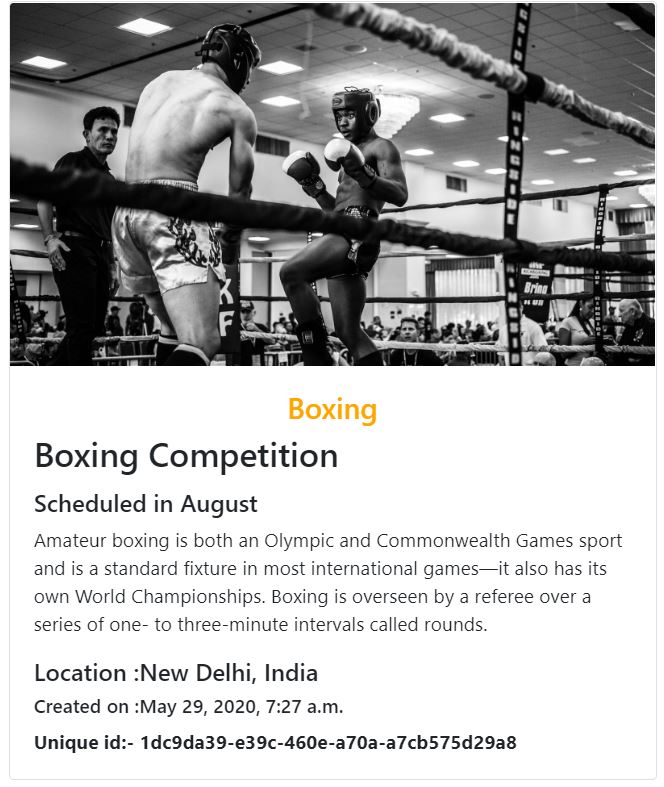 RINGSIDE
RINGSIDE
Bring
Boxing
Boxing Competition
Scheduled in August
Amateur boxing is both an Olympic and Commonwealth Games sport
and is a standard fixture in most international games—it also has its
own World Championships. Boxing is overseen by a referee over a
series of one- to three-minute intervals called rounds.
Location :New Delhi, India
Created on :May 29, 2020, 7:27 a.m.
Unique id:- 1dc9da39-e39c-460e-a70a-a7cb575d29a8